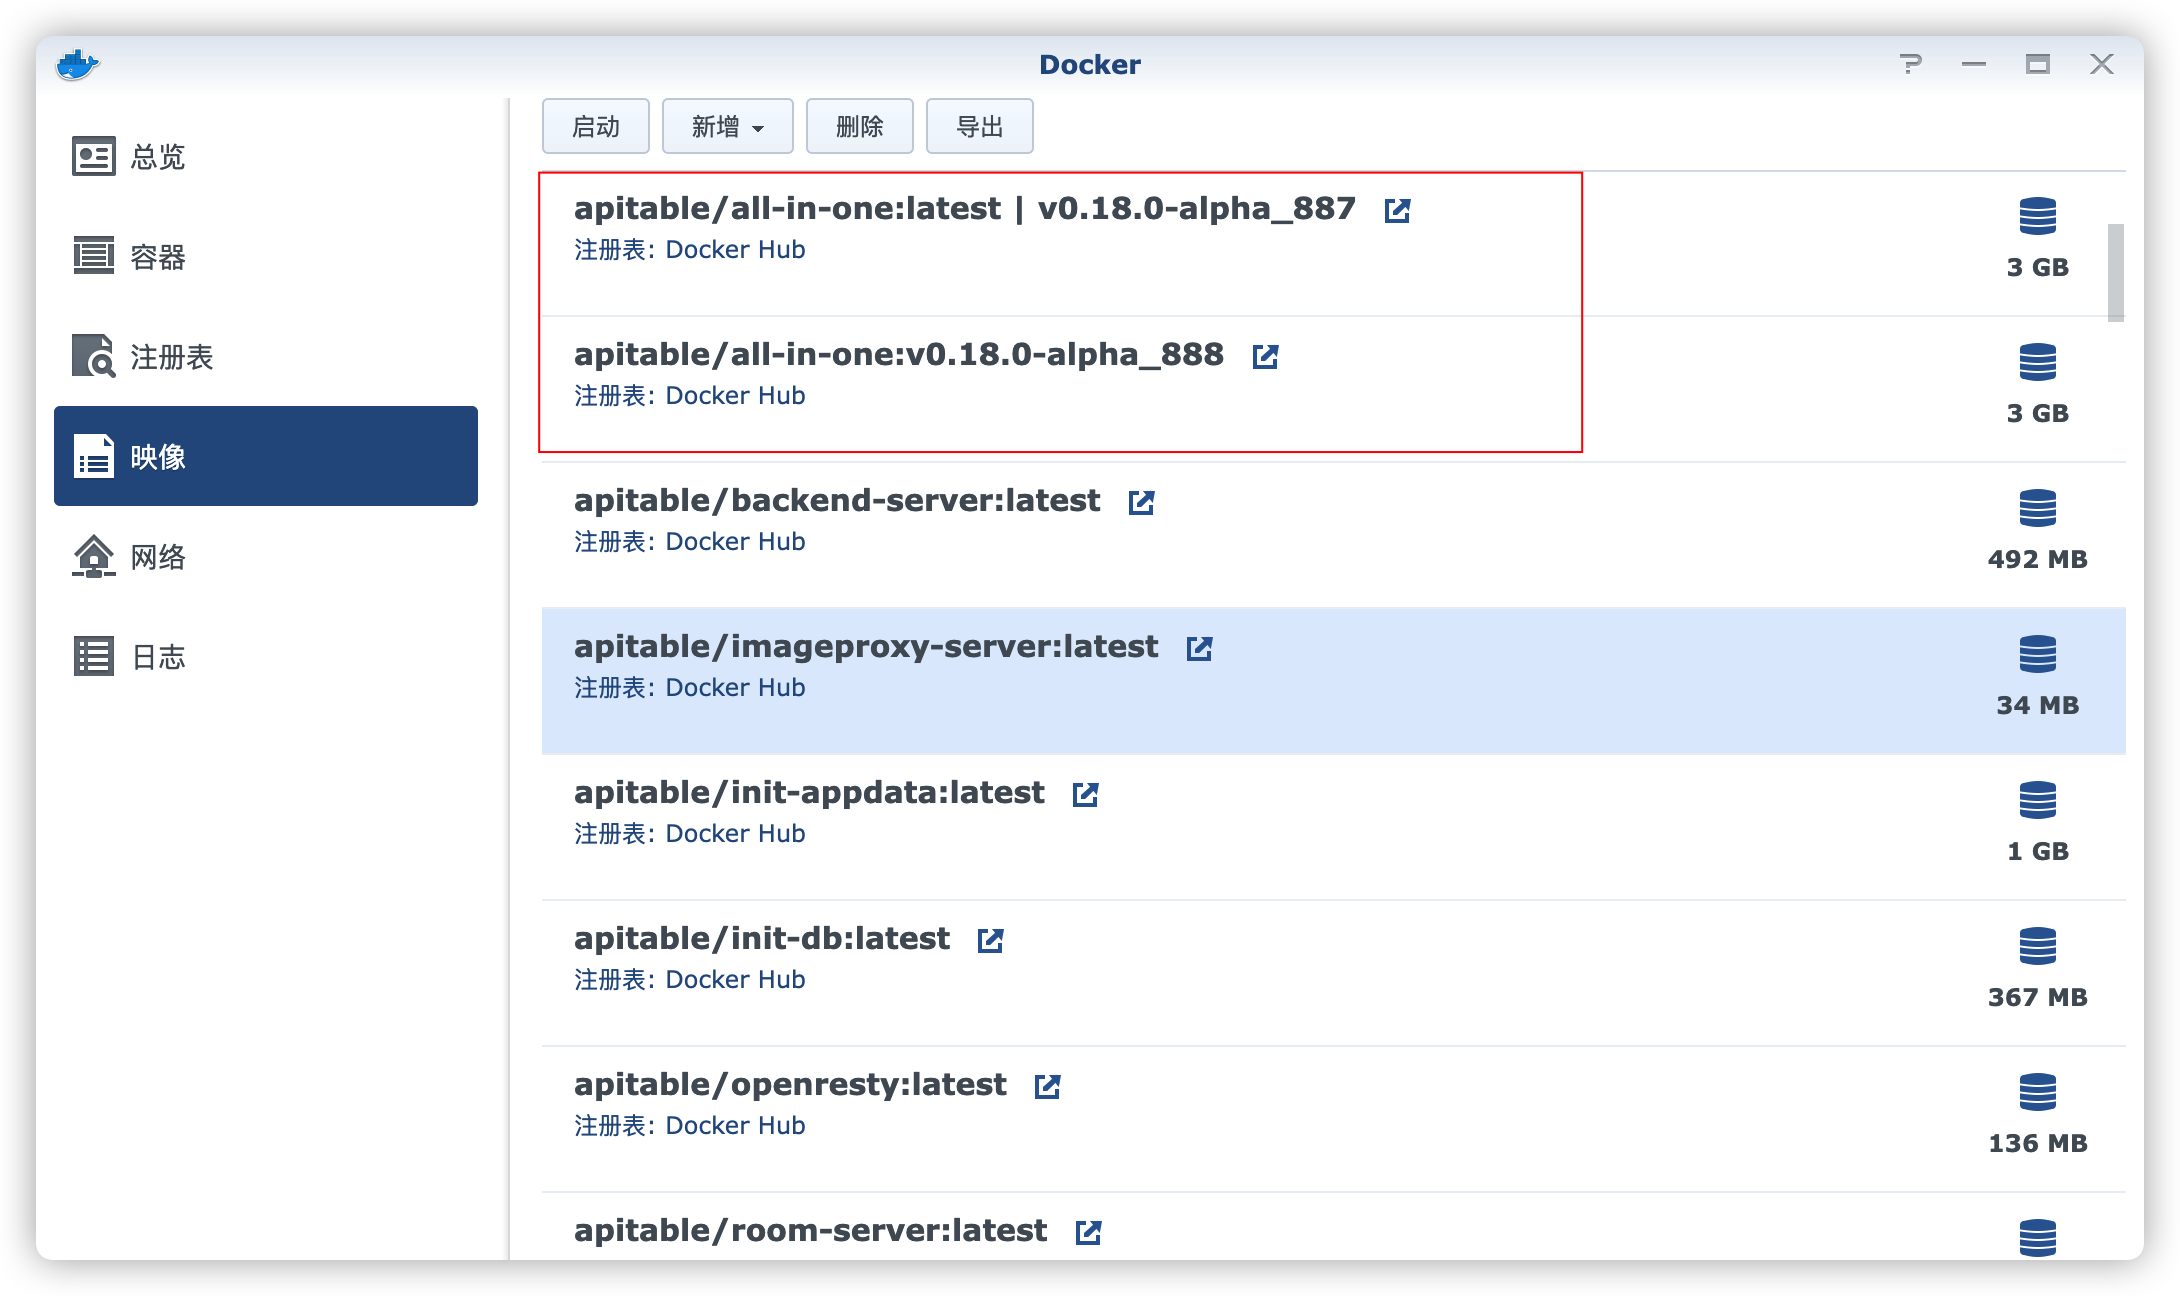 Docker
总览
容器
注册表
映像
网络
日志
启动 新增 删除 导出
apitable/all-in-one:latest | v0.18.0-alpha_887
注册表: Docker Hub
3 GB
apitable/all-in-one:v0.18.0-alpha_888
注册表: Docker Hub
3 GB
apitable/backend-server:latest
注册表: Docker Hub
492 MB
apitable/imageproxy-server:latest
注册表: Docker Hub
34 MB
apitable/init-appdata:latest
注册表: Docker Hub
1 GB
apitable/init-db:latest
注册表: Docker Hub
367 MB
apitable/openresty:latest
注册表: Docker Hub
136 MB
apitable/room-server:latest